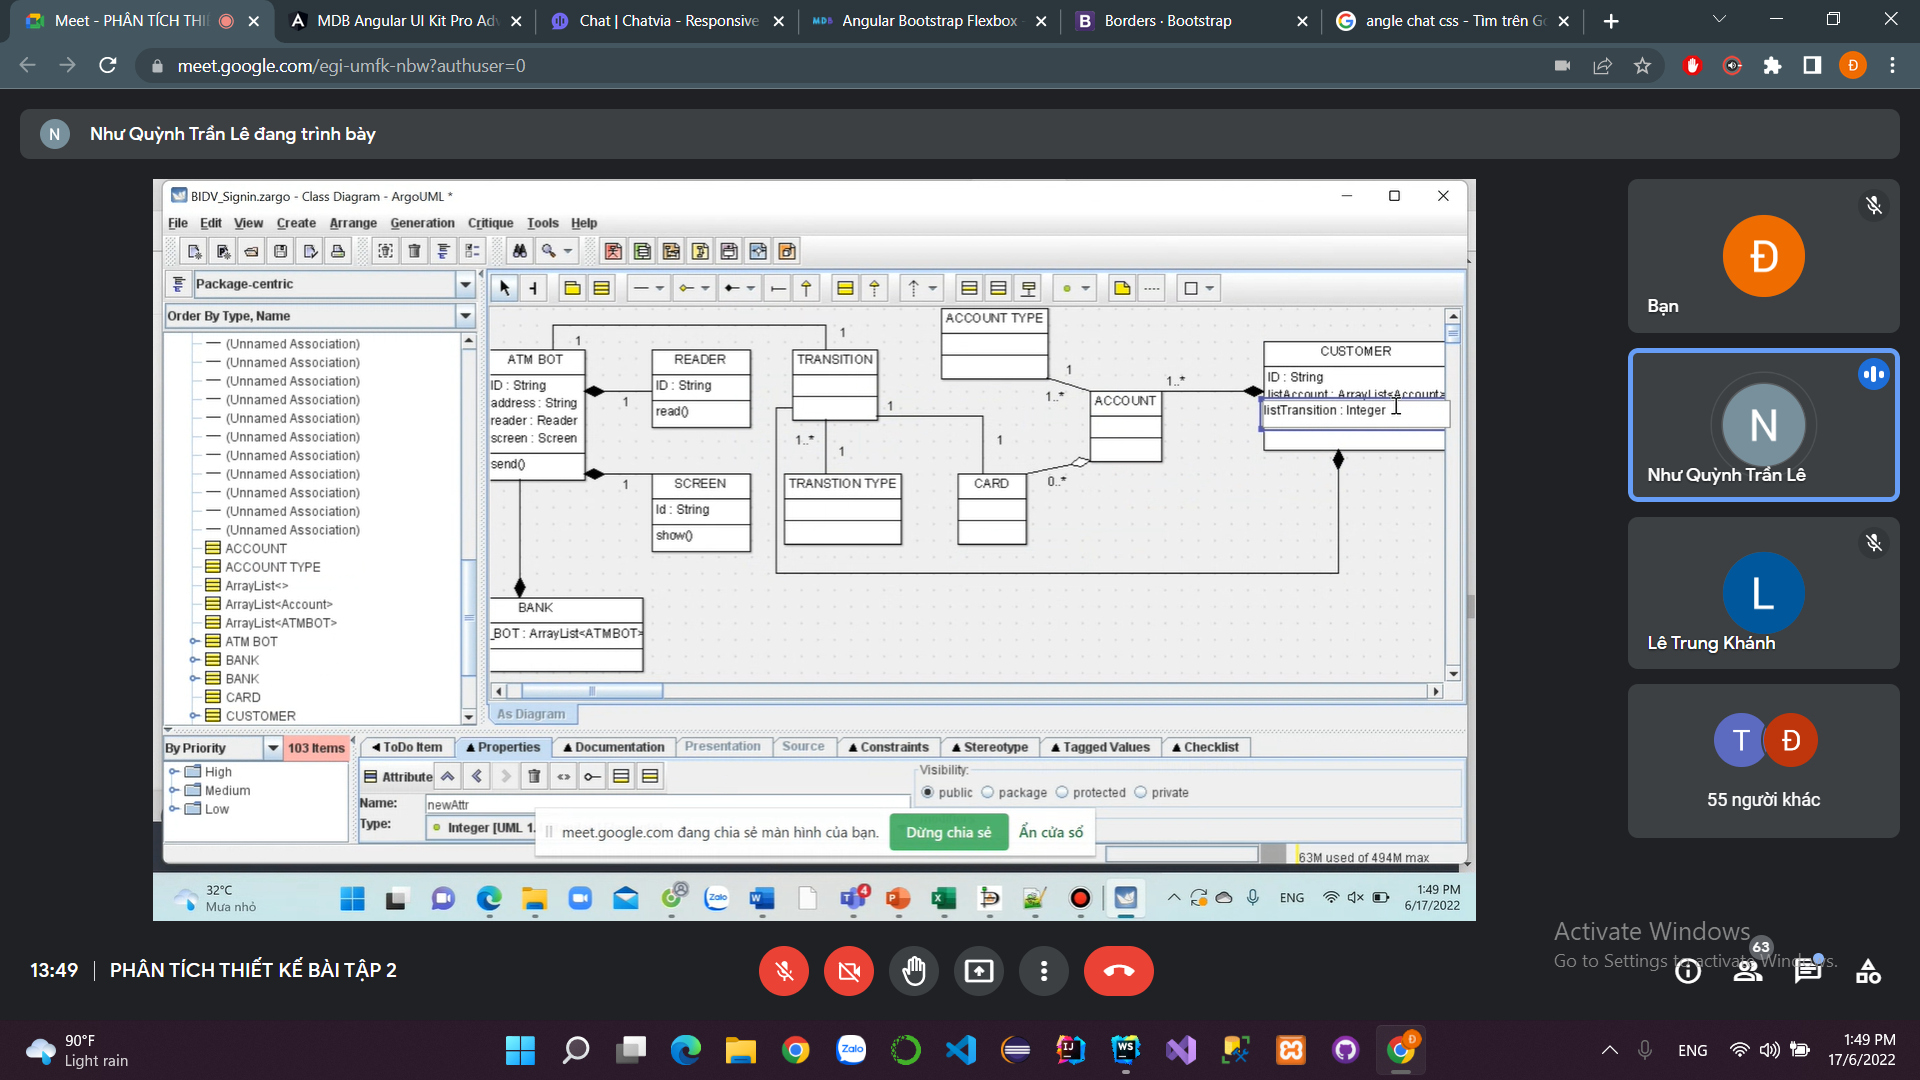 Meet - PHÂN TÍCH THI
MDB Angular UI Kit Pro Adv
Chat | Chatvia - Responsive
Angular Bootstrap Flexbox -
Borders · Bootstrap
angle chat css - Tìm trên Go
meet.google.com/egi-umfk-nbw?authuser=0
Đ
N
Như Quỳnh Trần Lê đang trình bày
BIDV_Signin.zargo - Class Diagram - ArgoUML *
File Edit View Create Arrange Generation Critique Tools Help
Package-centric
Order By Type, Name
(Unnamed Association)
(Unnamed Association)
(Unnamed Association)
(Unnamed Association)
(Unnamed Association)
(Unnamed Association)
(Unnamed Association)
(Unnamed Association)
(Unnamed Association)
(Unnamed Association)
(Unnamed Association)
ACCOUNT
ACCOUNT TYPE
ArrayList<>
ArrayList<Account>
ArrayList<ATMBOT>
ATM BOT
BANK
BANK
CARD
CUSTOMER
ATM BOT
ID : String
address : String
reader : Reader
screen : Screen
send()
1
1
1
READER
ID : String
read()
SCREEN
Id : String
show()
1
TRANSITION
1
1..*
1
TRANSTION TYPE
ACCOUNT TYPE
1
1..*
ACCOUNT
1..*
1
CARD
0..*
CUSTOMER
ID : String
listAccount : ArrayList<Account>
listTransition : Integer
BANK
_BOT : ArrayList<ATMBOT>
As Diagram
By Priority
103 Items
High
Medium
Low
ToDo Item
Properties
Documentation
Presentation
Source
Constraints
Stereotype
Tagged Values
Checklist
Attribute
Name:
newAttr
Type:
Integer [UML 1.
Visibility:
public package protected private
meet.google.com đang chia sẻ màn hình của bạn.
Dừng chia sẻ
Ẩn cửa sổ
63M used of 494M max
32°C
Mưa nhỏ
Zalo
4
ENG
1:49 PM
6/17/2022
Đ
Bạn
N
Như Quỳnh Trần Lê
L
Lê Trung Khánh
T
Đ
55 người khác
13:49 | PHÂN TÍCH THIẾT KẾ BÀI TẬP 2
Activate Windows
Go to Settings to activate Windows.
63
90°F
Light rain
Zalo
IJ
WS
Đ
ENG
1:49 PM
17/6/2022